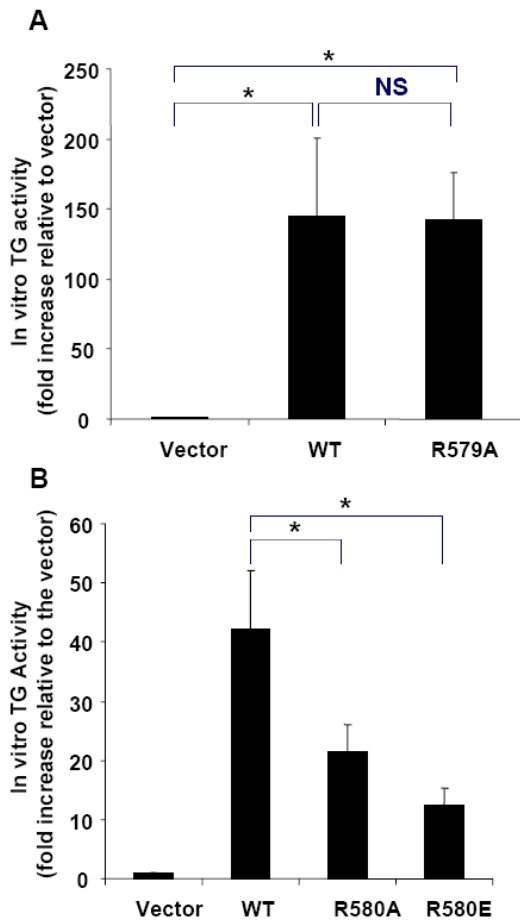 A
*
*
NS
In vitro TG activity
(fold increase relative to vector)
250
200
150
100
50
0
Vector WT R579A
B
*
*
In vitro TG Activity
(fold increase relative to the vector)
60
50
40
30
20
10
0
Vector WT R580A R580E